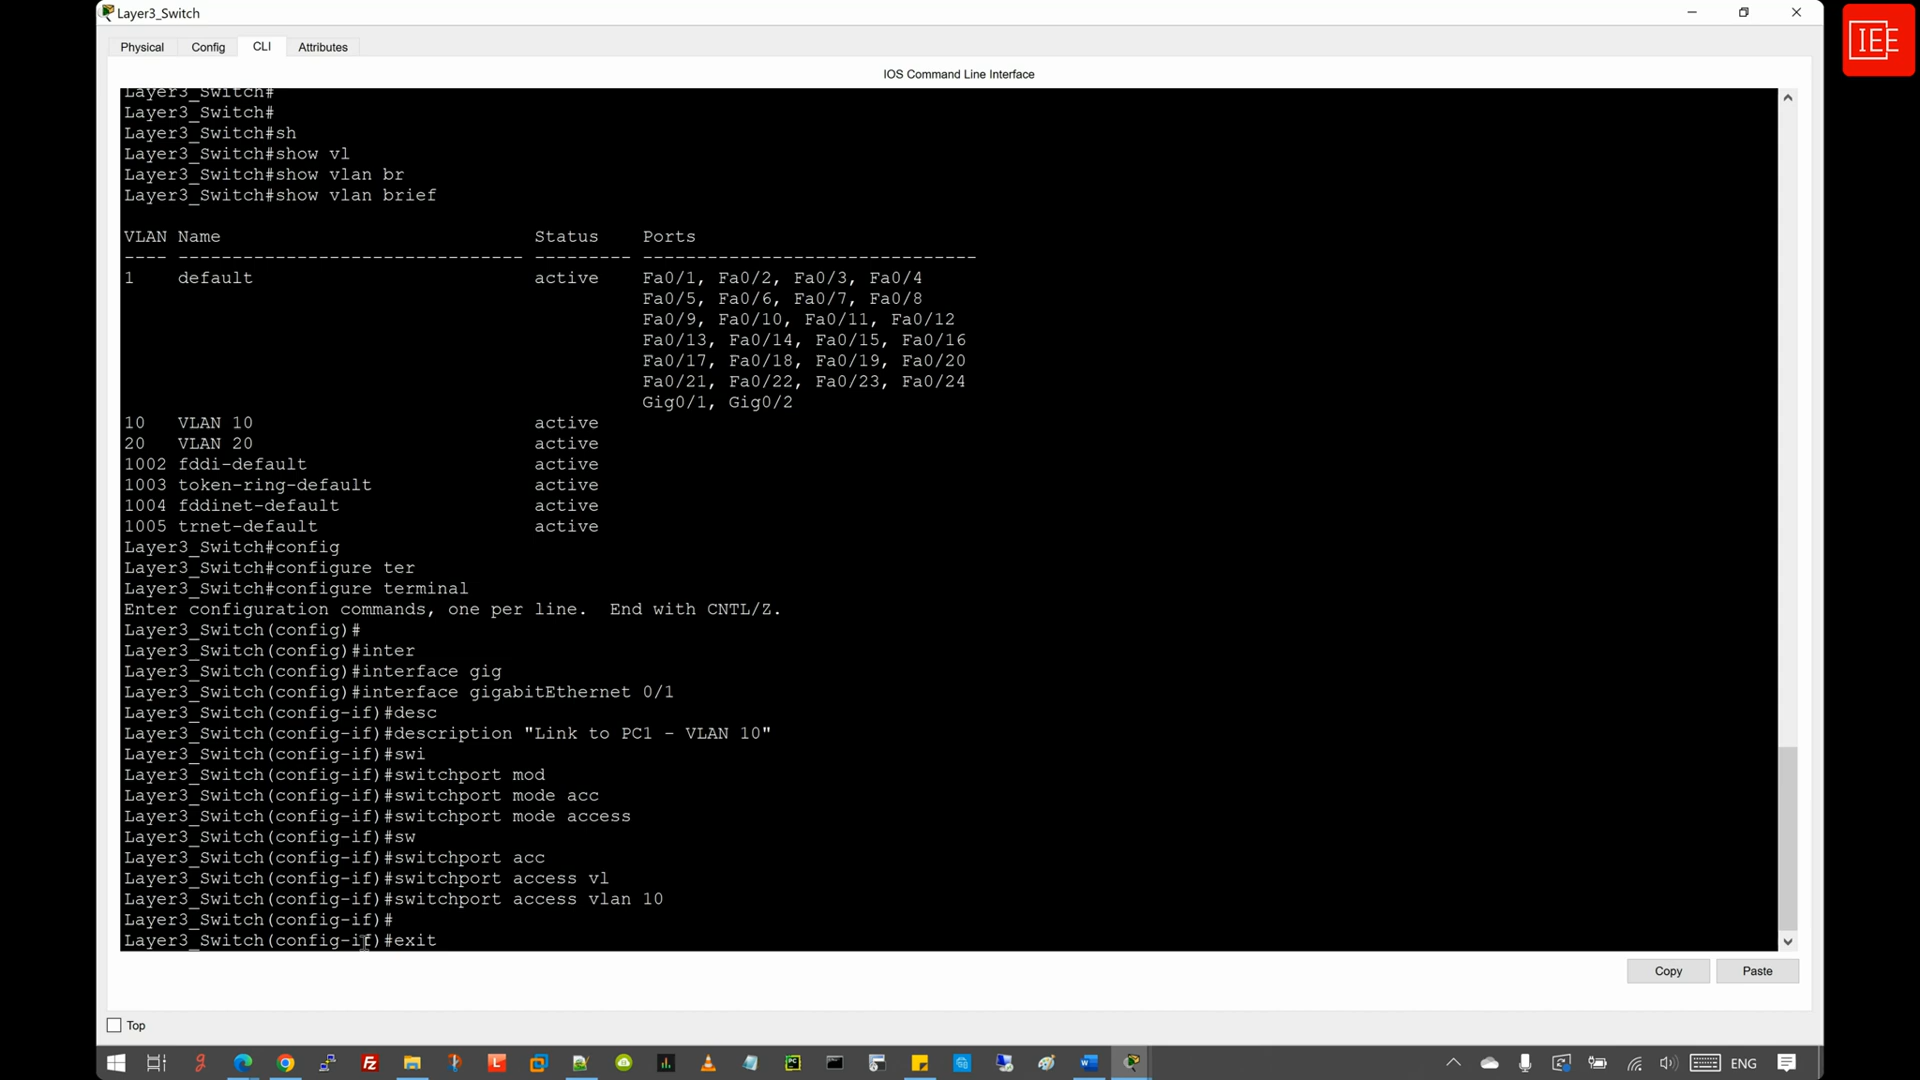 Layer3_Switch
IEE
Physical Config CLI Attributes
IOS Command Line Interface
Layer3_Switch#
Layer3_Switch#
Layer3_Switch#sh
Layer3_Switch#show vl
Layer3_Switch#show vlan br
Layer3_Switch#show vlan brief
VLAN Name Status Ports
---- -------------------------------- --------- -------------------------------
1 default active Fa0/1, Fa0/2, Fa0/3, Fa0/4
Fa0/5, Fa0/6, Fa0/7, Fa0/8
Fa0/9, Fa0/10, Fa0/11, Fa0/12
Fa0/13, Fa0/14, Fa0/15, Fa0/16
Fa0/17, Fa0/18, Fa0/19, Fa0/20
Fa0/21, Fa0/22, Fa0/23, Fa0/24
Gig0/1, Gig0/2
10 VLAN 10 active
20 VLAN 20 active
1002 fddi-default active
1003 token-ring-default active
1004 fddinet-default active
1005 trnet-default active
Layer3_Switch#config
Layer3_Switch#configure ter
Layer3_Switch#configure terminal
Enter configuration commands, one per line. End with CNTL/Z.
Layer3_Switch(config)#
Layer3_Switch(config)#inter
Layer3_Switch(config)#interface gig
Layer3_Switch(config)#interface gigabitEthernet 0/1
Layer3_Switch(config-if)#desc
Layer3_Switch(config-if)#description "Link to PC1 - VLAN 10"
Layer3_Switch(config-if)#swi
Layer3_Switch(config-if)#switchport mod
Layer3_Switch(config-if)#switchport mode acc
Layer3_Switch(config-if)#switchport mode access
Layer3_Switch(config-if)#sw
Layer3_Switch(config-if)#switchport acc
Layer3_Switch(config-if)#switchport access vl
Layer3_Switch(config-if)#switchport access vlan 10
Layer3_Switch(config-if)#
Layer3_Switch(config-if)#exit
Copy Paste
Top
ENG